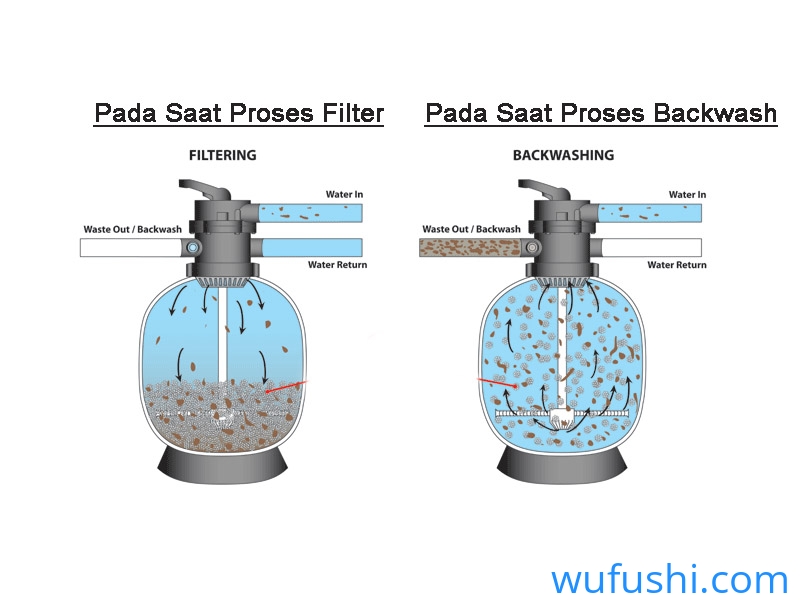 Pada Saat Proses Filter
Pada Saat Proses Backwash
FILTERING
BACKWASHING
Water In
Waste Out / Backwash
Water Return
Water In
Waste Out / Backwash
Water Return
wufushi.com